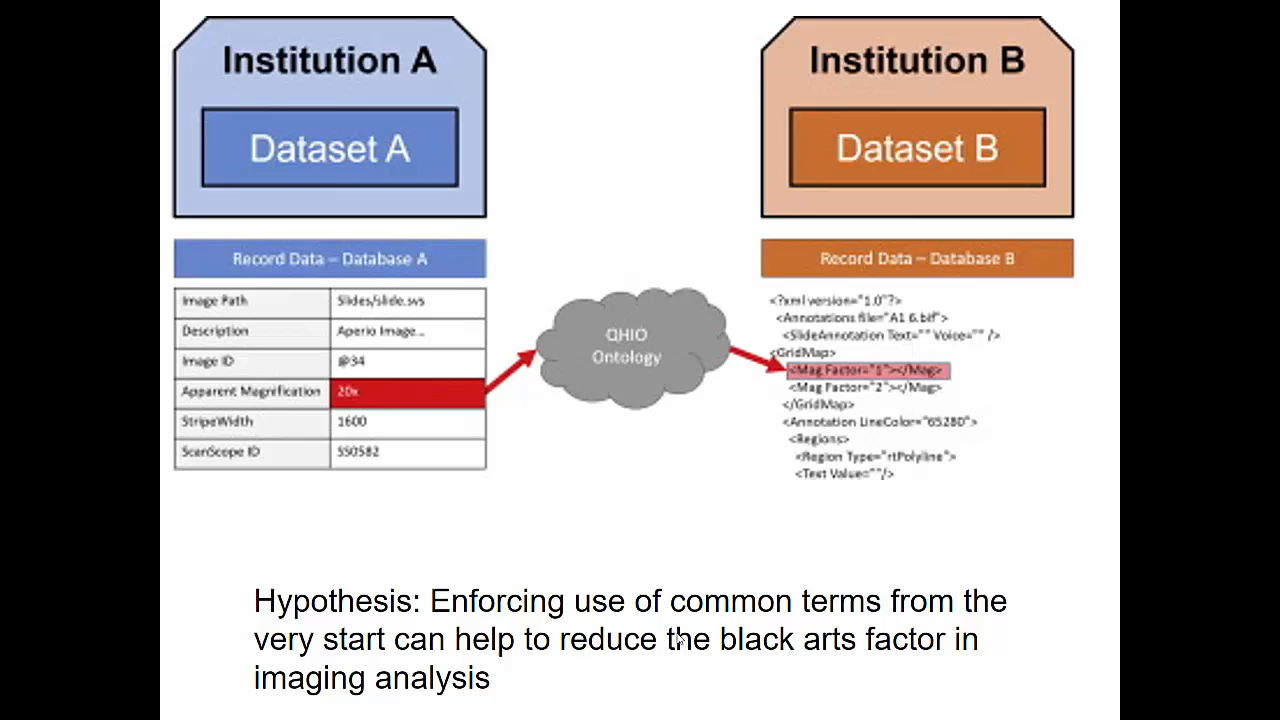 Institution A
Dataset A
Record Data – Database A
Image Path Slides/slide.svs
Description Aperio Image...
Image ID @34
Apparent Magnification 20x
StripeWidth 1600
ScanScope ID SS0582
QHIO
Ontology
Institution B
Dataset B
Record Data – Database B
<?xml version="1.0"?>
<Annotations file="A1 6.bif">
<SlideAnnotation Text="" Voice="" />
<GridMap>
<Mag Factor="1"></Mag>
<Mag Factor="2"></Mag>
</GridMap>
<Annotation LineColor="65280">
<Regions>
<Region Type="rtPolyline">
<Text Value=""/>
Hypothesis: Enforcing use of common terms from the
very start can help to reduce the black arts factor in
imaging analysis